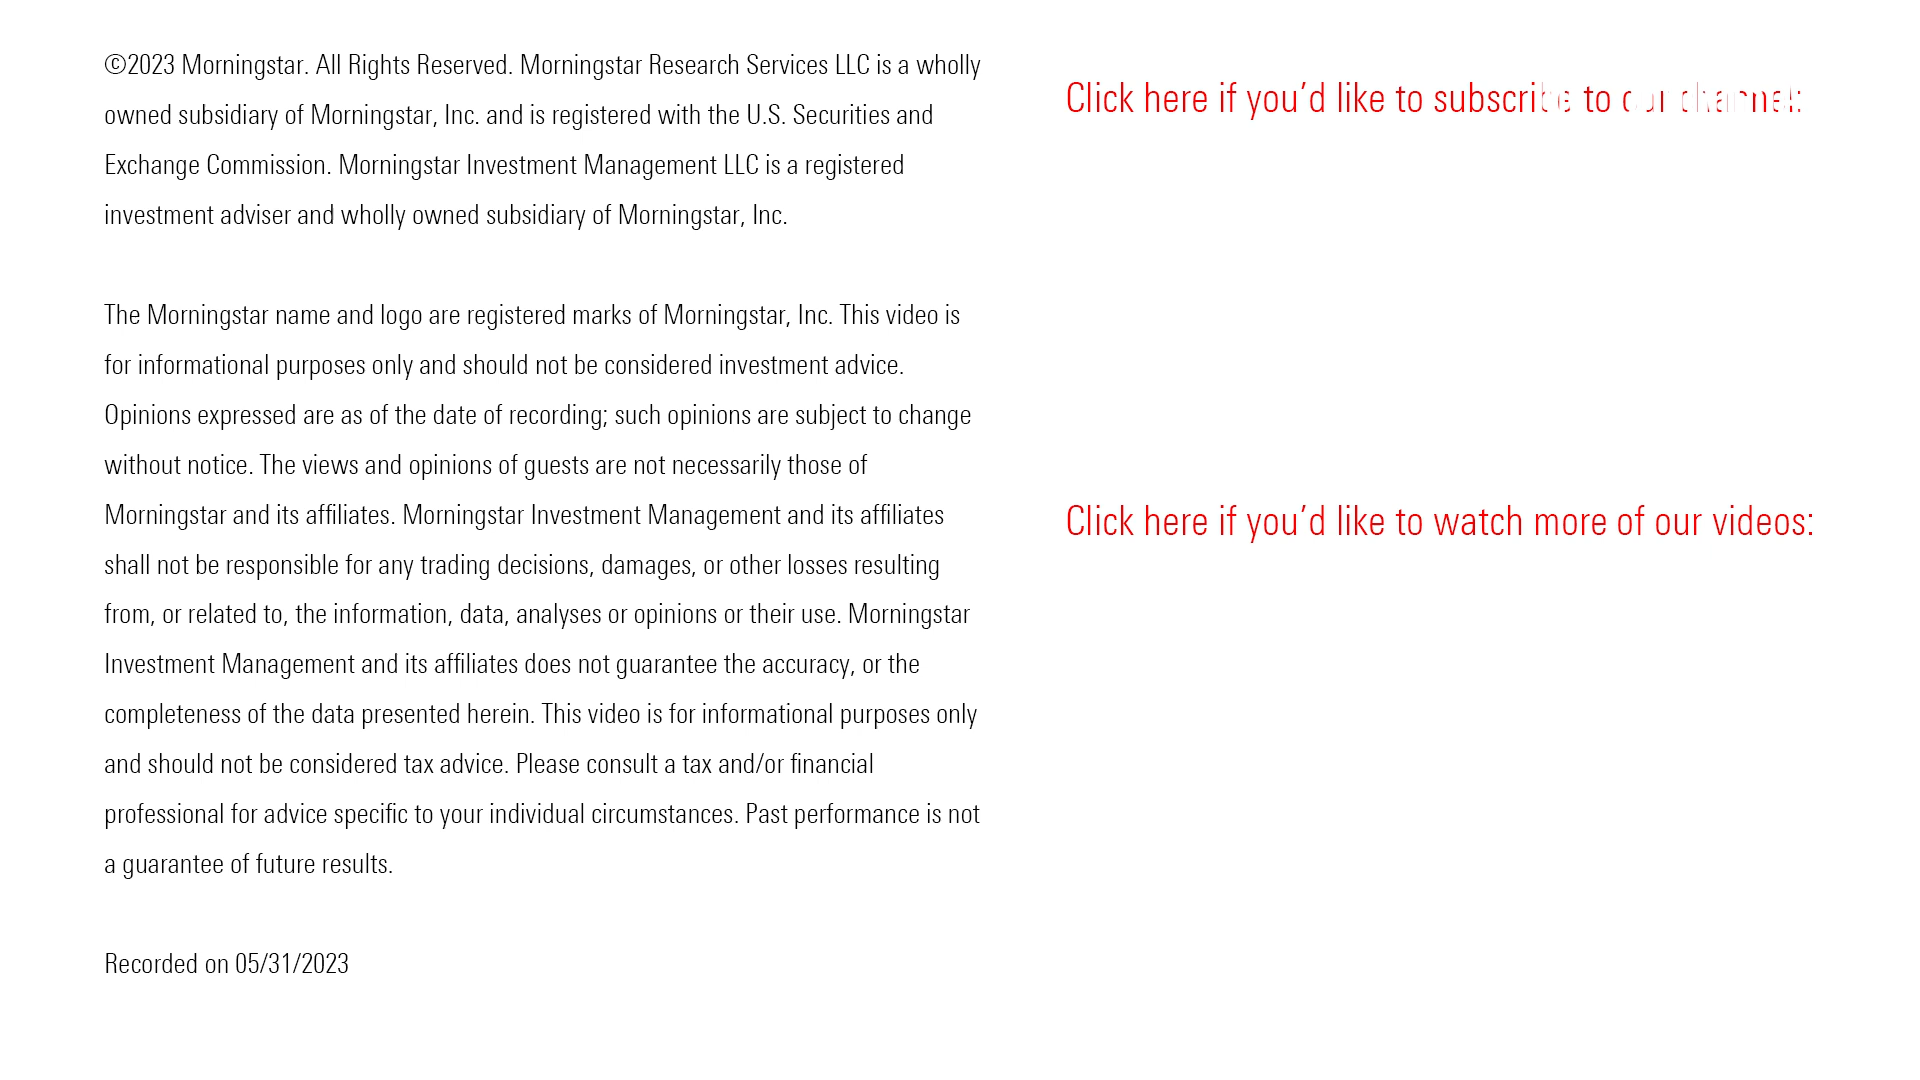 ©2023 Morningstar. All Rights Reserved. Morningstar Research Services LLC is a wholly
owned subsidiary of Morningstar, Inc. and is registered with the U.S. Securities and
Exchange Commission. Morningstar Investment Management LLC is a registered
investment adviser and wholly owned subsidiary of Morningstar, Inc.
The Morningstar name and logo are registered marks of Morningstar, Inc. This video is
for informational purposes only and should not be considered investment advice.
Opinions expressed are as of the date of recording; such opinions are subject to change
without notice. The views and opinions of guests are not necessarily those of
Morningstar and its affiliates. Morningstar Investment Management and its affiliates
shall not be responsible for any trading decisions, damages, or other losses resulting
from, or related to, the information, data, analyses or opinions or their use. Morningstar
Investment Management and its affiliates does not guarantee the accuracy, or the
completeness of the data presented herein. This video is for informational purposes only
and should not be considered tax advice. Please consult a tax and/or financial
professional for advice specific to your individual circumstances. Past performance is not
a guarantee of future results.
Recorded on 05/31/2023
Click here if you’d like to subscribe to our channel:
Click here if you’d like to watch more of our videos: